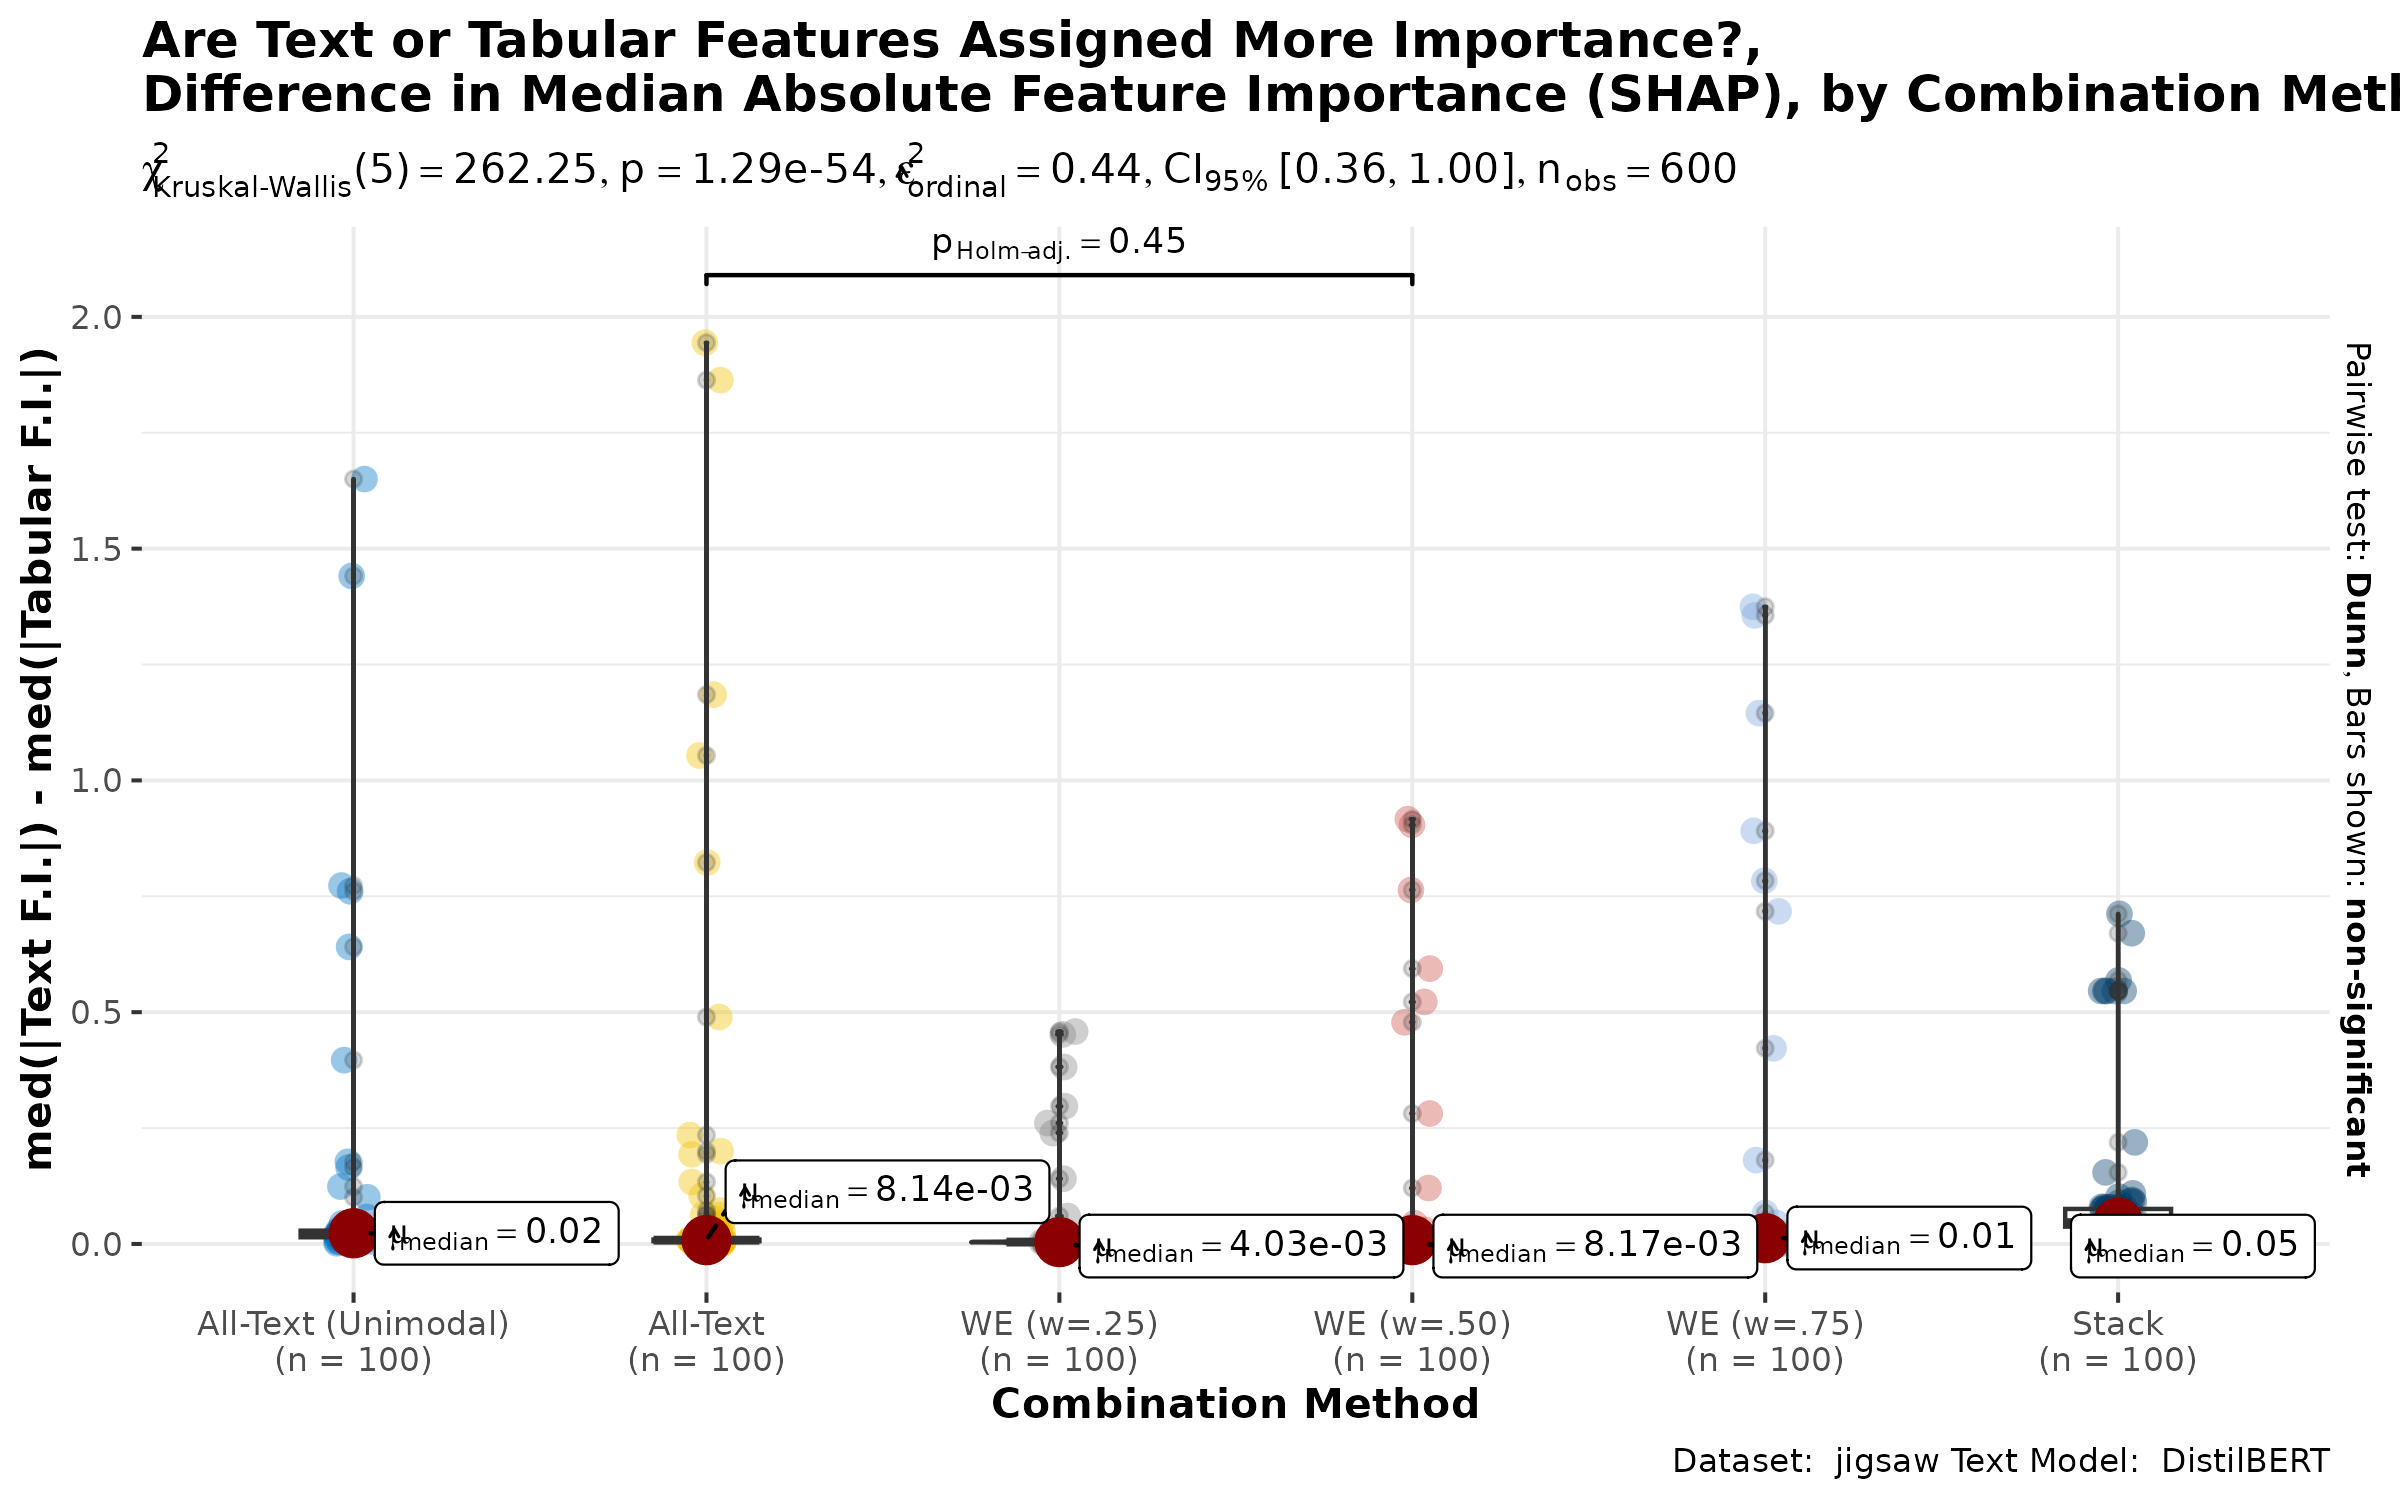 Are Text or Tabular Features Assigned More Importance?,
Difference in Median Absolute Feature Importance (SHAP), by Combination Meth
χ²Kruskal-Wallis(5) = 262.25, p = 1.29e-54, ε̂²ordinal = 0.44, CI95% [0.36, 1.00], nobs = 600
pHolm-adj. = 0.45
med(|Text F.I.|) - med(|Tabular F.I.|)
2.0
1.5
1.0
0.5
0.0
μ̂median = 0.02
μ̂median = 8.14e-03
μ̂median = 4.03e-03
μ̂median = 8.17e-03
μ̂median = 0.01
μ̂median = 0.05
Pairwise test: Dunn, Bars shown: non-significant
All-Text (Unimodal)
(n = 100)
All-Text
(n = 100)
WE (w=.25)
(n = 100)
WE (w=.50)
(n = 100)
WE (w=.75)
(n = 100)
Stack
(n = 100)
Combination Method
Dataset:  jigsaw Text Model:  DistilBERT